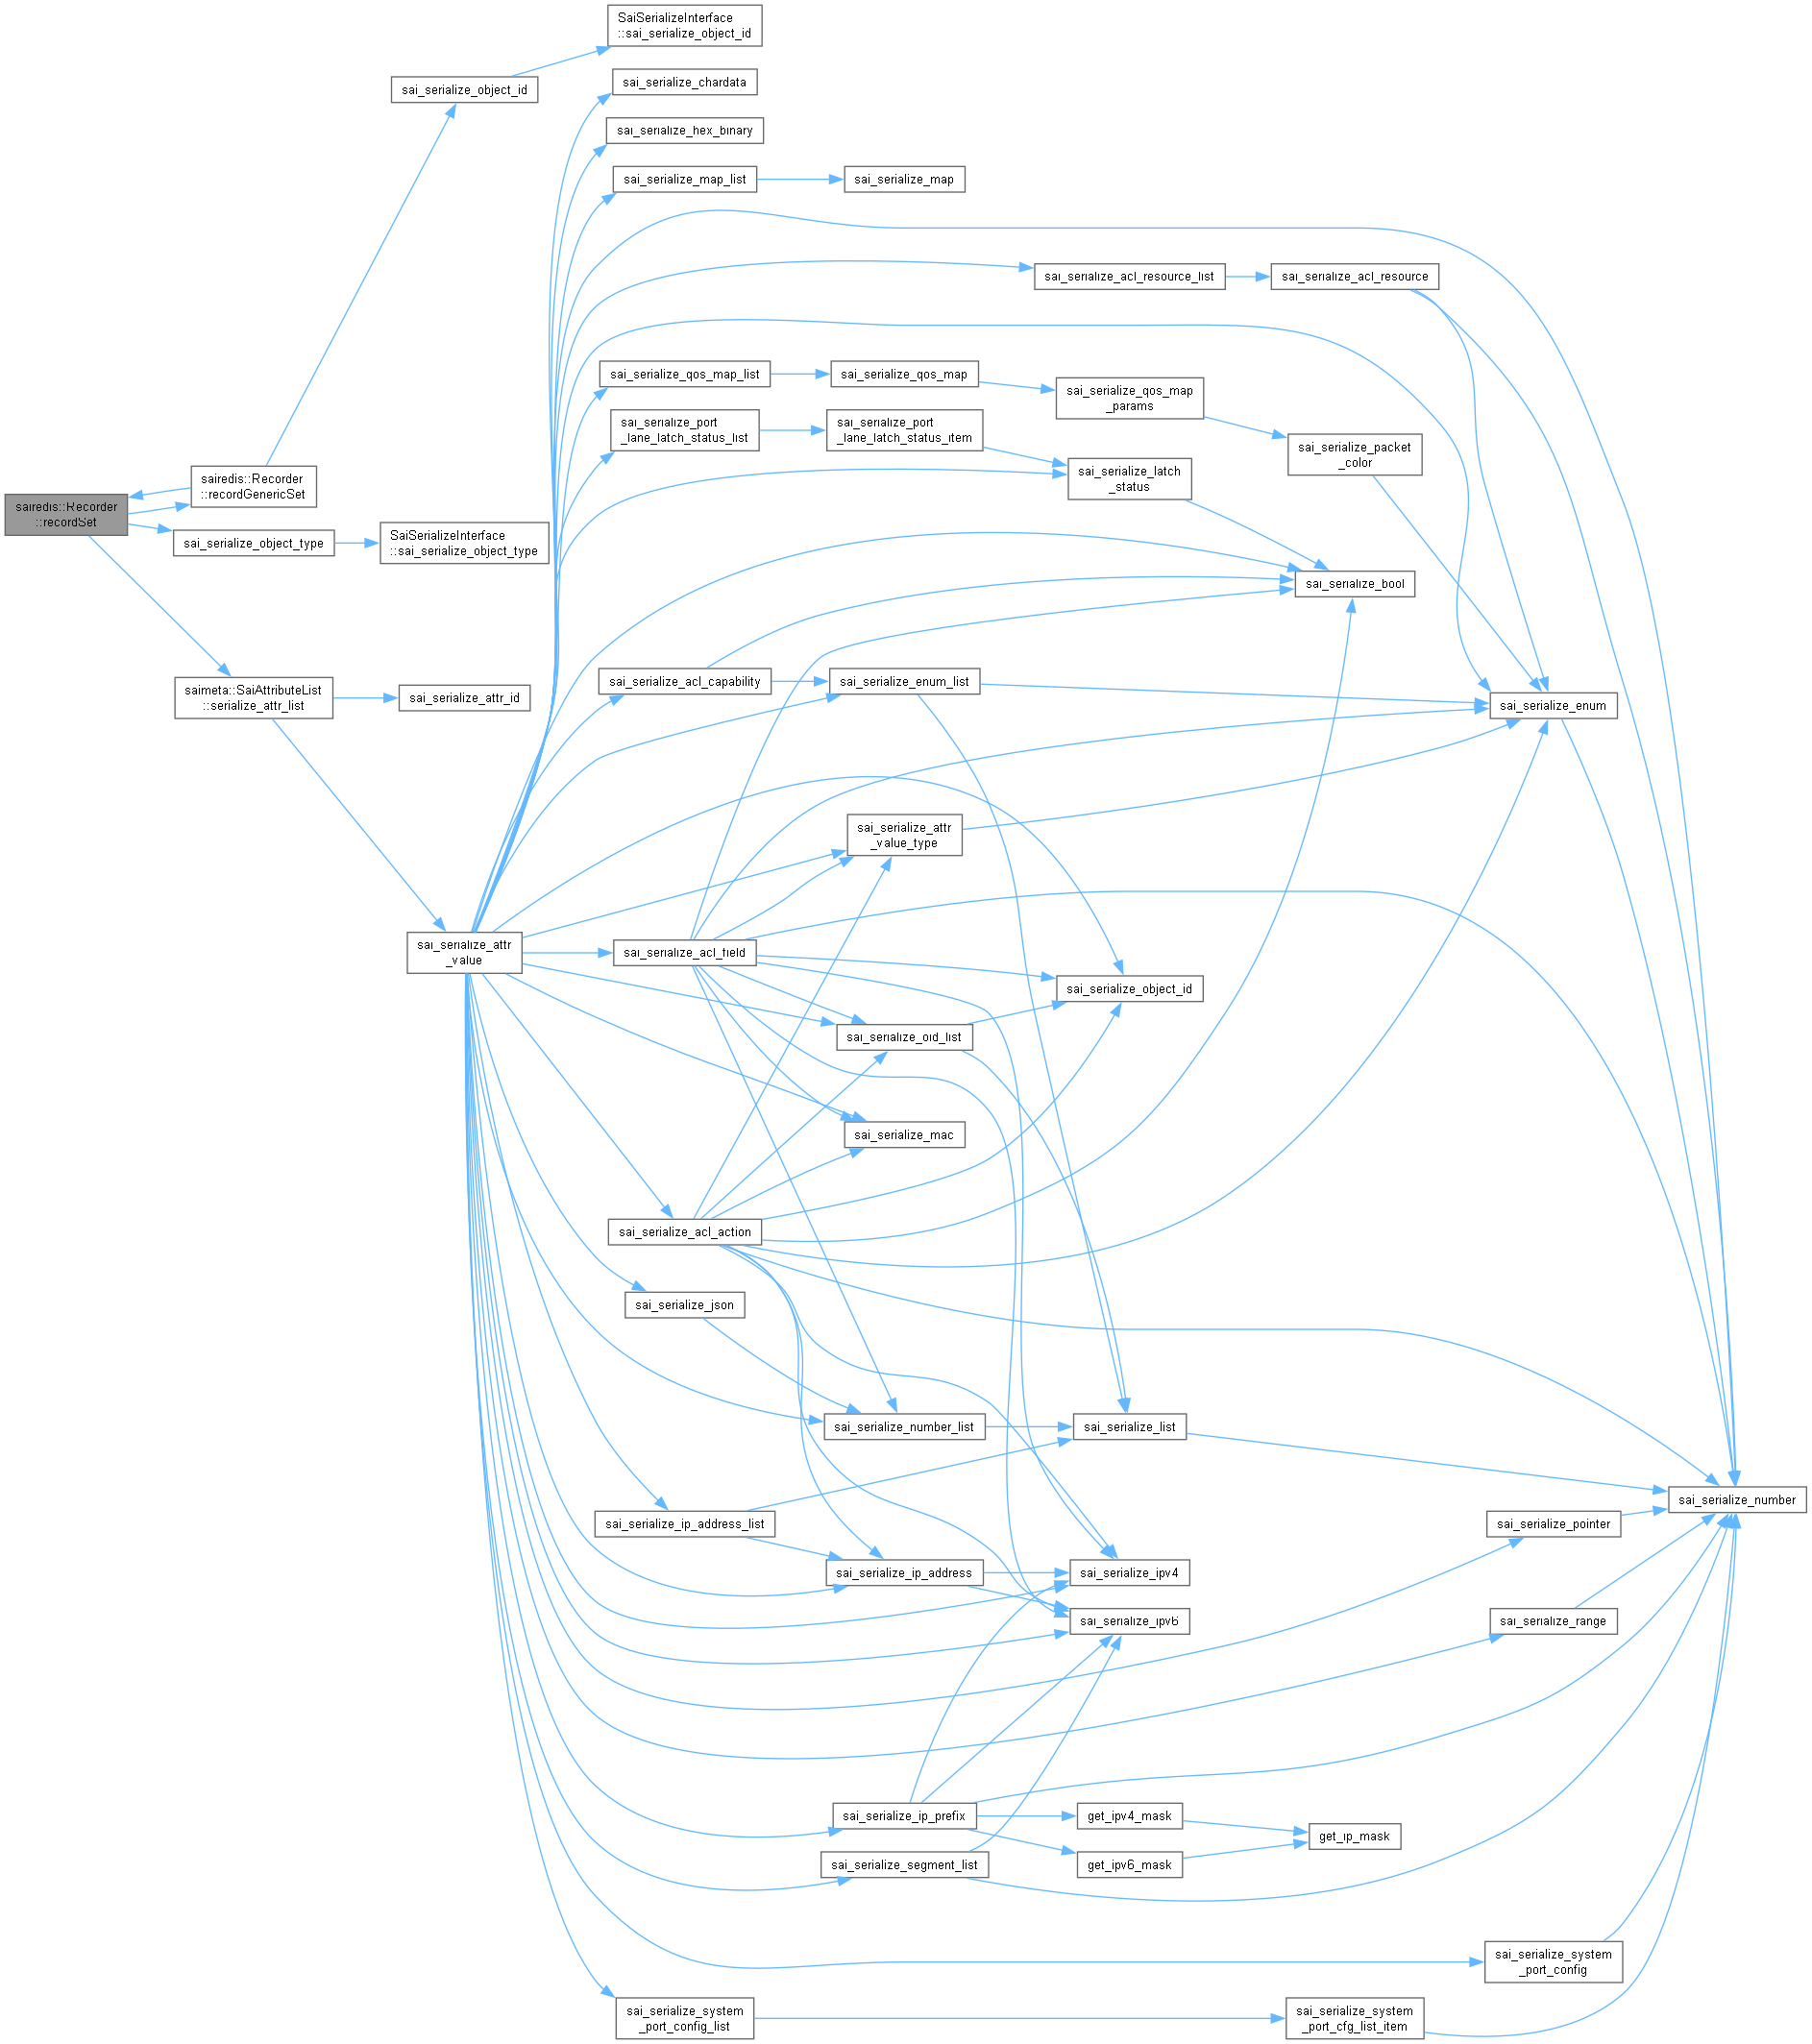 SaiSerializeInterface
::sai_serialize_object_id
sai_serialize_object_id
sai_serialize_chardata
sai_serialize_hex_binary
sai_serialize_map_list
sai_serialize_map
sai_serialize_acl_resource_list
sai_serialize_acl_resource
sai_serialize_qos_map_list
sai_serialize_qos_map
sai_serialize_qos_map
_params
sai_serialize_port
_lane_latch_status_list
sai_serialize_port
_lane_latch_status_item
sai_serialize_packet
_color
sai_serialize_latch
_status
sairedis::Recorder
::recordGenericSet
sairedis::Recorder
::recordSet
sai_serialize_object_type
SaiSerializeInterface
::sai_serialize_object_type
sai_serialize_bool
saimeta::SaiAttributeList
::serialize_attr_list
sai_serialize_attr_id
sai_serialize_acl_capability
sai_serialize_enum_list
sai_serialize_enum
sai_serialize_attr
_value_type
sai_serialize_attr
_value
sai_serialize_acl_field
sai_serialize_object_id
sai_serialize_oid_list
sai_serialize_mac
sai_serialize_acl_action
sai_serialize_json
sai_serialize_number_list
sai_serialize_list
sai_serialize_number
sai_serialize_ip_address_list
sai_serialize_pointer
sai_serialize_ip_address
sai_serialize_ipv4
sai_serialize_ipv6
sai_serialize_range
sai_serialize_ip_prefix
get_ipv4_mask
get_ip_mask
sai_serialize_segment_list
get_ipv6_mask
sai_serialize_system
_port_config
sai_serialize_system
_port_config_list
sai_serialize_system
_port_cfg_list_item